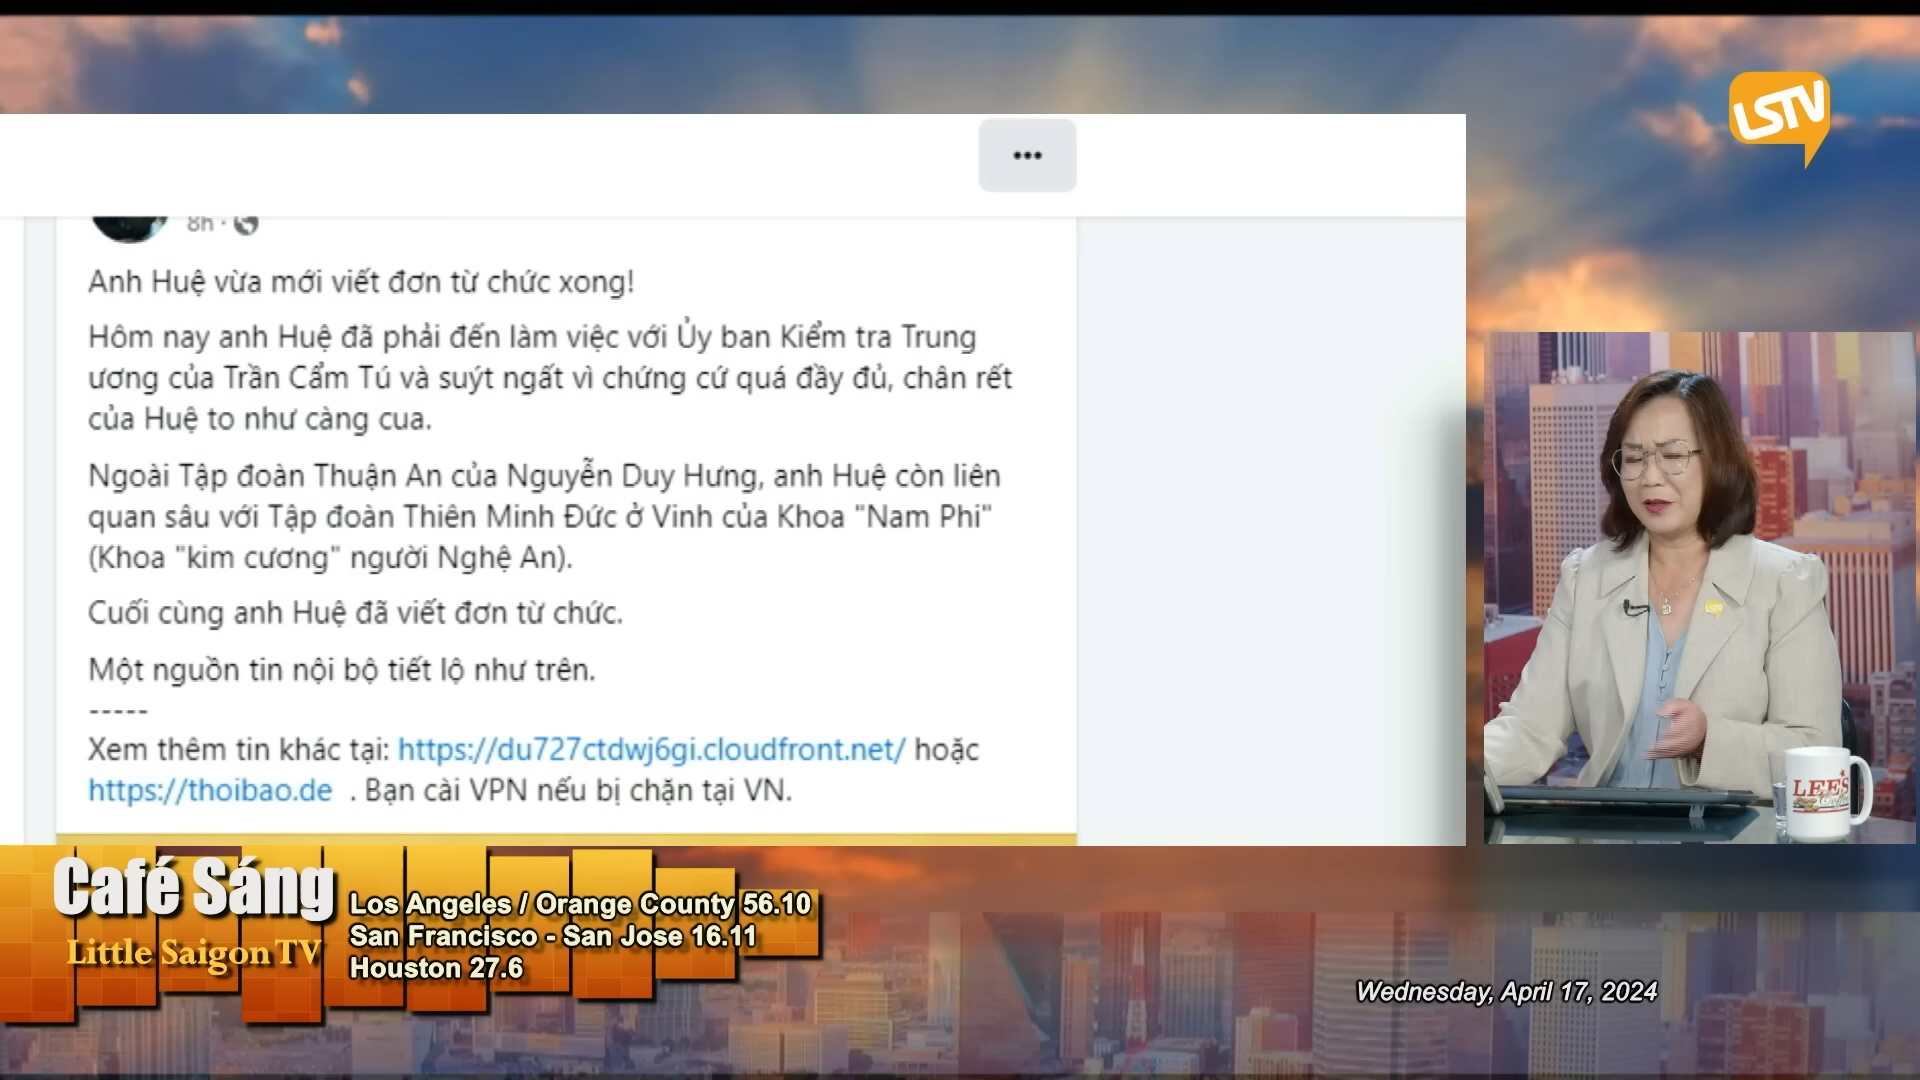 LSTV
•••
8h ·
Anh Huệ vừa mới viết đơn từ chức xong!
Hôm nay anh Huệ đã phải đến làm việc với Ủy ban Kiểm tra Trung
ương của Trần Cẩm Tú và suýt ngất vì chứng cứ quá đầy đủ, chân rết
của Huệ to như càng cua.
Ngoài Tập đoàn Thuận An của Nguyễn Duy Hưng, anh Huệ còn liên
quan sâu với Tập đoàn Thiên Minh Đức ở Vinh của Khoa "Nam Phi"
(Khoa "kim cương" người Nghệ An).
Cuối cùng anh Huệ đã viết đơn từ chức.
Một nguồn tin nội bộ tiết lộ như trên.
-----
Xem thêm tin khác tại: https://du727ctdwj6gi.cloudfront.net/ hoặc
https://thoibao.de . Bạn cài VPN nếu bị chặn tại VN.
LEE'S
Coffee
Café Sáng
Little Saigon TV
Los Angeles / Orange County 56.10
San Francisco - San Jose 16.11
Houston 27.6
Wednesday, April 17, 2024